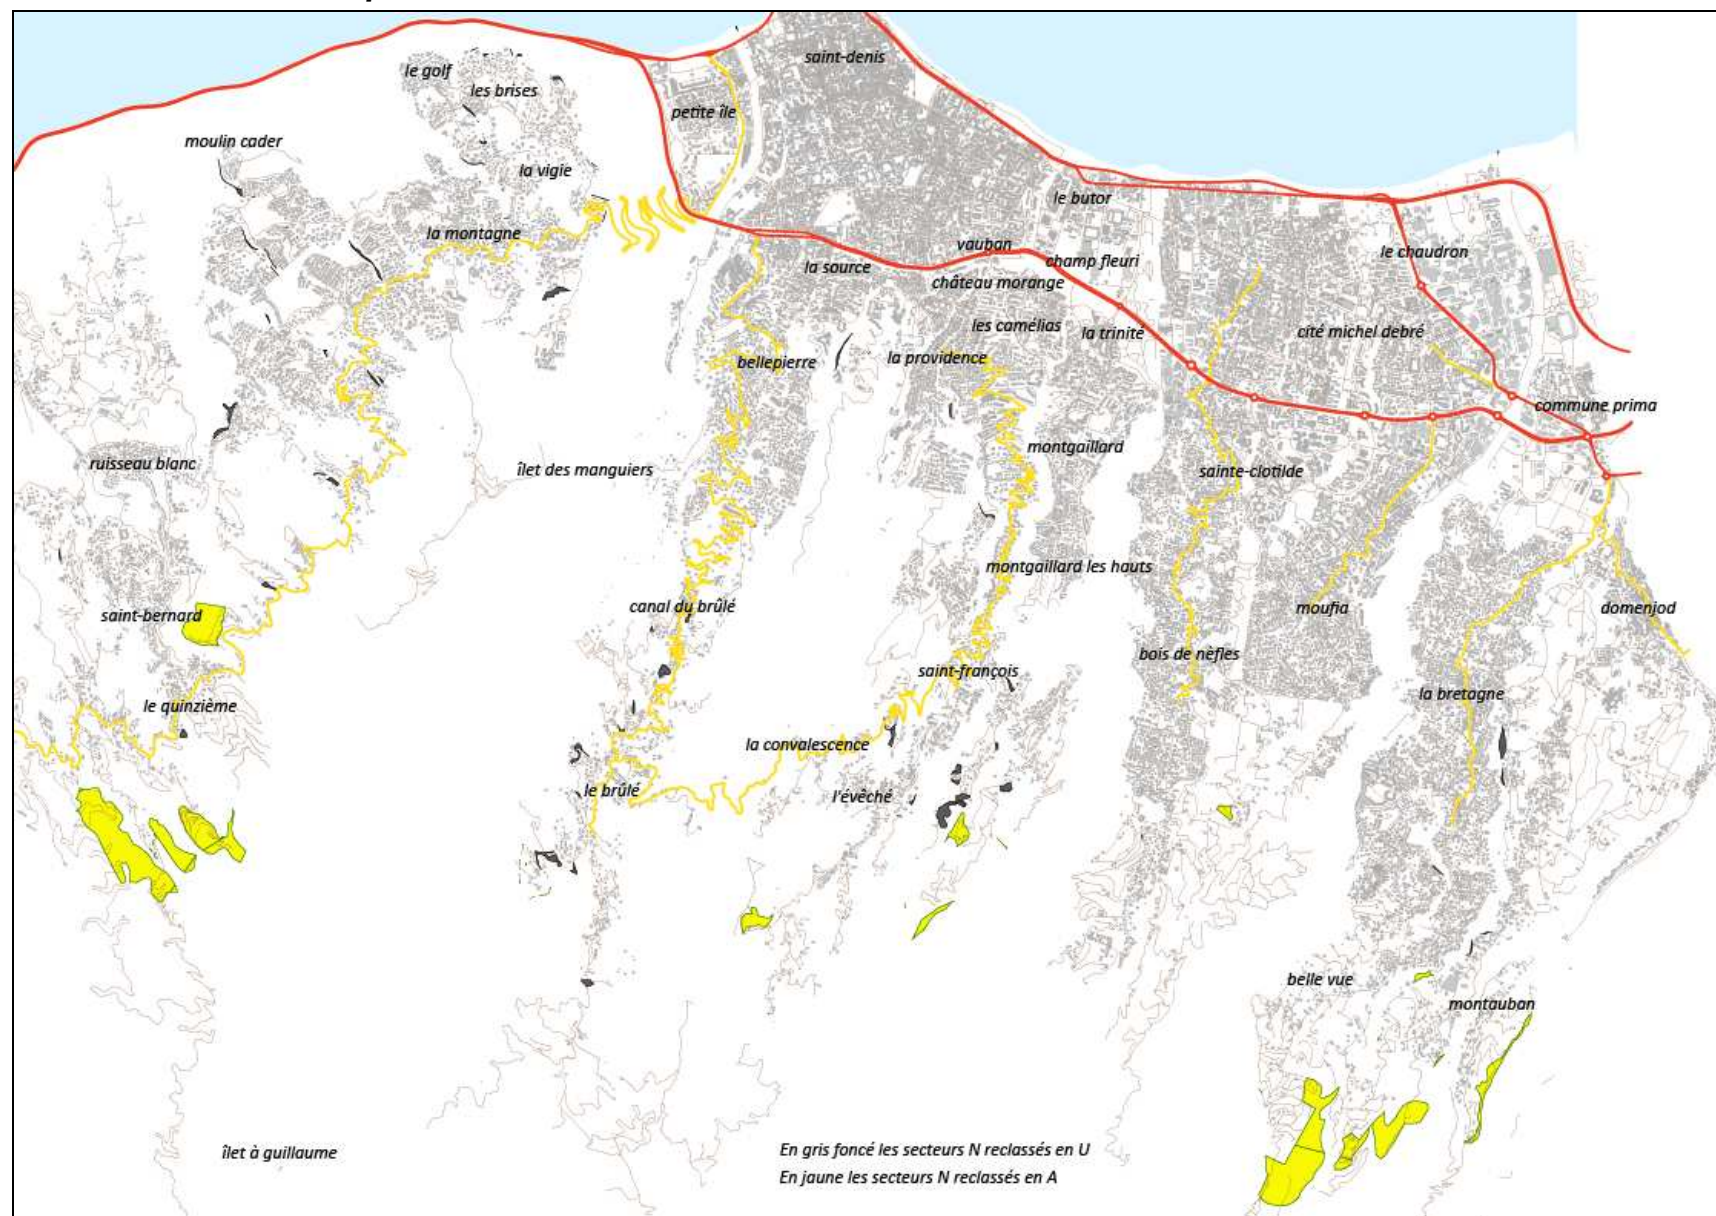 saint-denis
le golf
les brises
petite île
moulin cader
la vigie
le butor
la montagne
vauban
le chaudron
champ fleuri
la source
château morange
les camélias
la trinité
cité michel debré
bellepierre
la providence
commune prima
montgaillard
ruisseau blanc
îlet des manguiers
sainte-clotilde
montgaillard les hauts
canal du brûlé
moufia
domenjod
saint-bernard
bois de nèfles
saint-françois
la bretagne
le quinzième
la convalescence
le brûlé
l'évêché
belle vue
montauban
îlet à guillaume
En gris foncé les secteurs N reclassés en U
En jaune les secteurs N reclassés en A